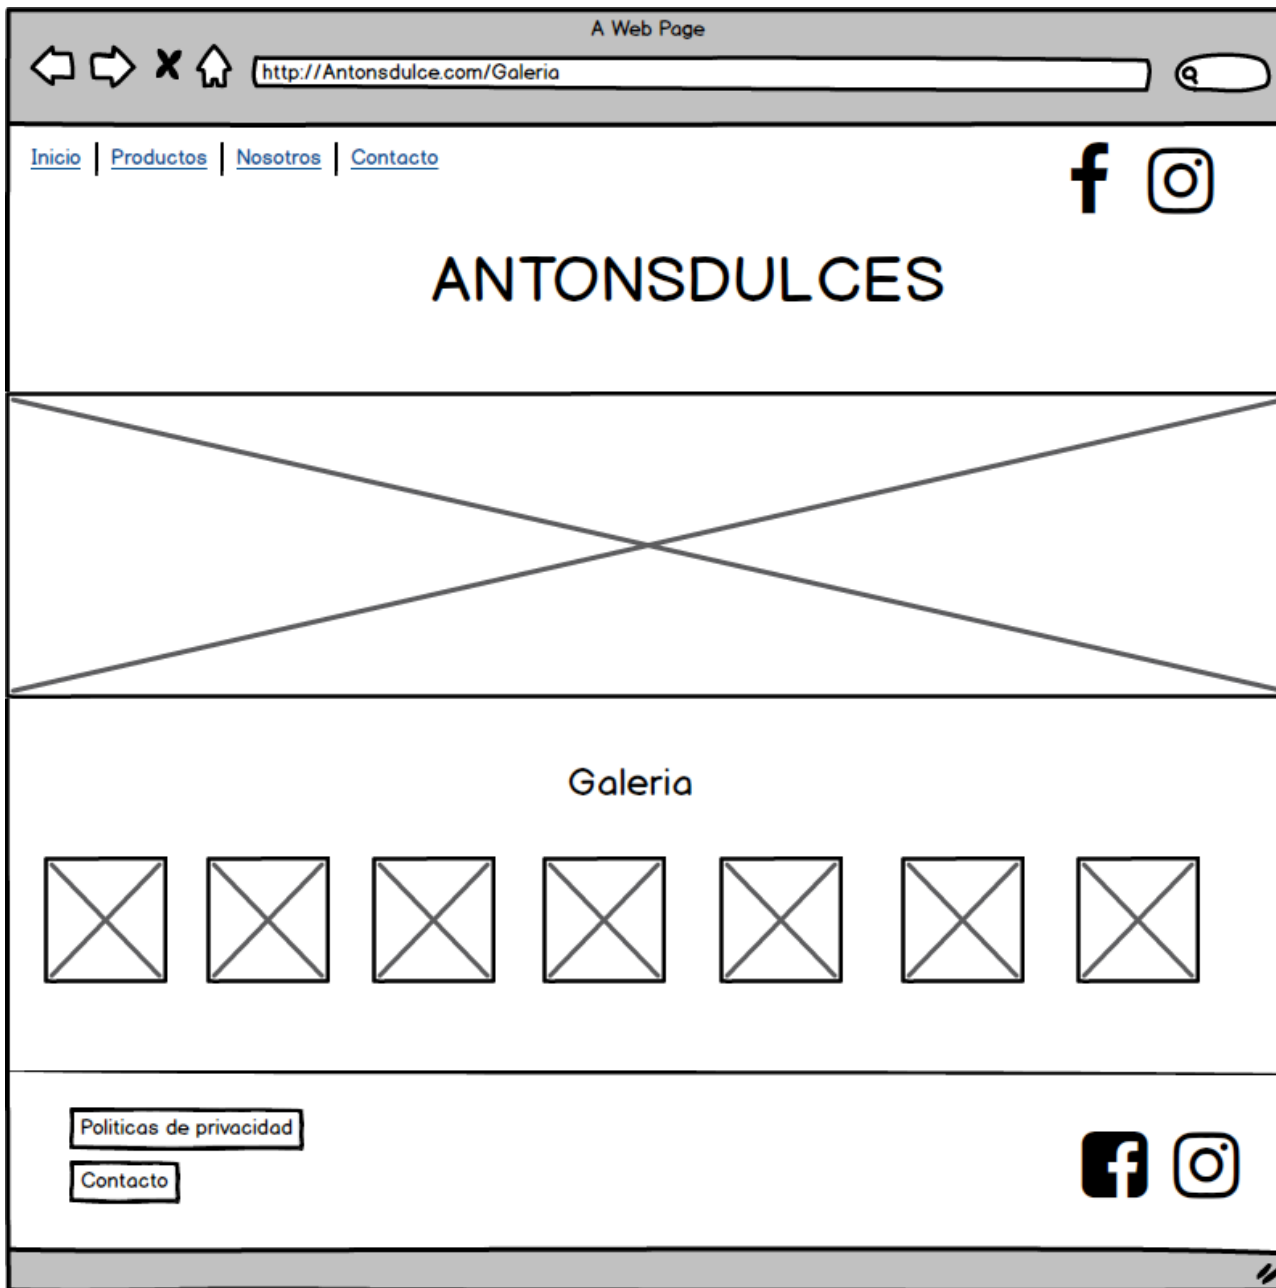 A Web Page
http://Antonsdulce.com/Galeria
Inicio Productos Nosotros Contacto
ANTONSDULCES
Galeria
Politicas de privacidad
Contacto